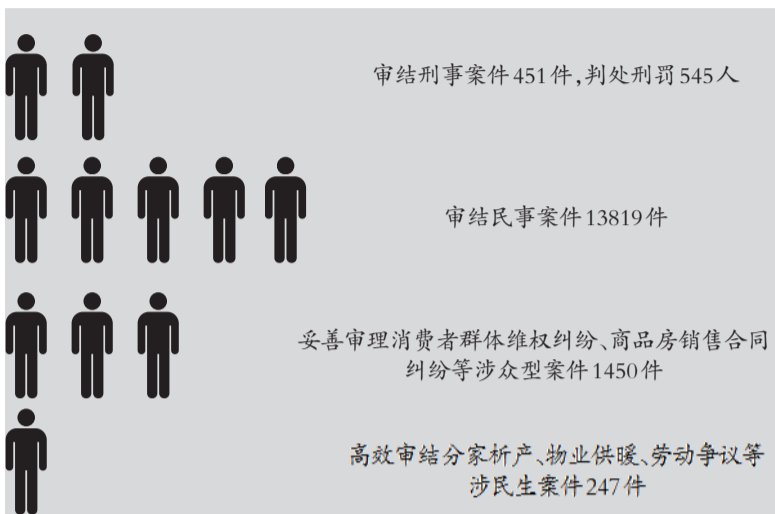 审结刑事案件451件,判处刑罚545人
审结民事案件13819件
妥善审理消费者群体维权纠纷、商品房销售合同
纠纷等涉众型案件1450件
高效审结分家析产、物业供暖、劳动争议等
涉民生案件247件